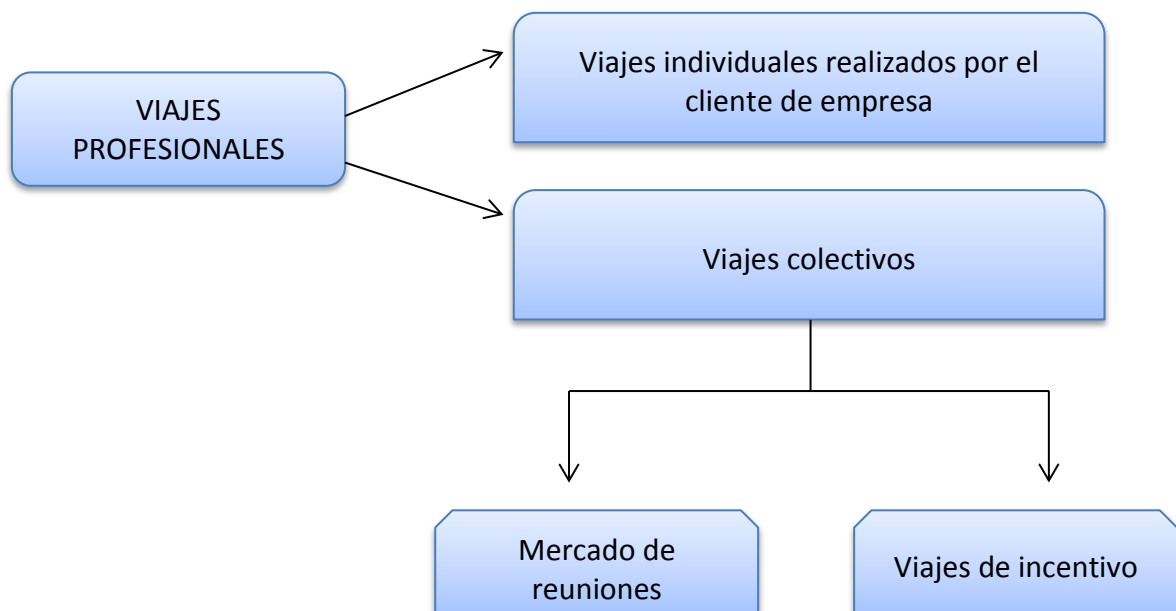 VIAJES
PROFESIONALES
Viajes individuales realizados por el
cliente de empresa
Viajes colectivos
Mercado de
reuniones
Viajes de incentivo